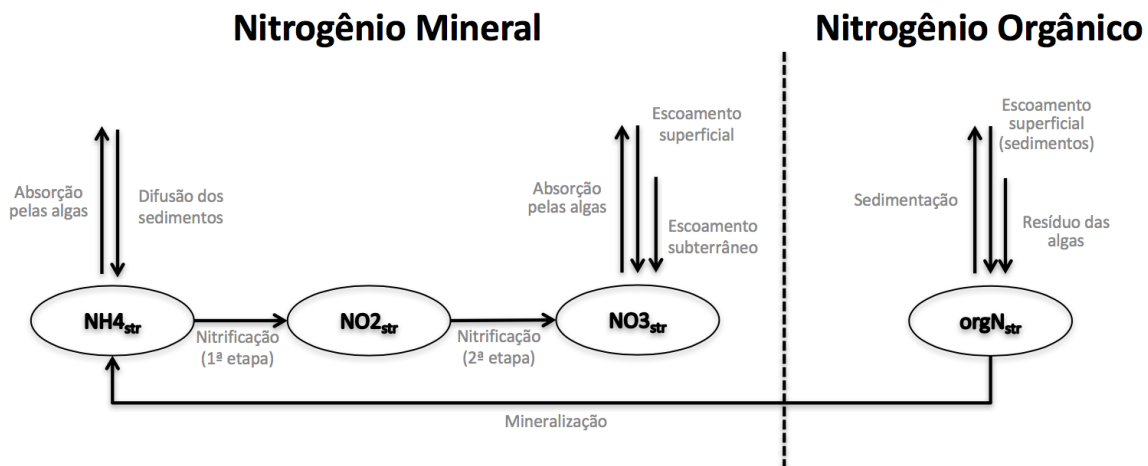 Nitrogênio Mineral
Nitrogênio Orgânico
Absorção
pelas algas
Difusão dos
sedimentos
Absorção
pelas algas
Escoamento
superficial
Escoamento
subterrâneo
Sedimentação
Escoamento
superficial
(sedimentos)
Resíduo das
algas
NH4str
Nitrificação
(1ª etapa)
NO2str
Nitrificação
(2ª etapa)
NO3str
orgNstr
Mineralização